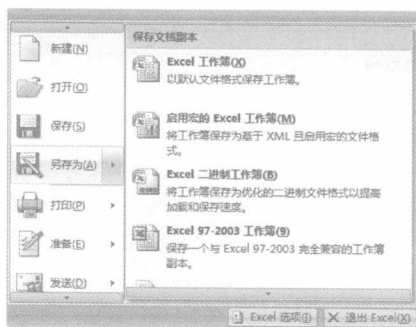 新建(N)
打开(O)
保存(S)
另存为(A)
打印(P)
准备(E)
发送(D)
保存文档副本
Excel 工作簿(X)
以默认文件格式保存工作簿。
启用宏的 Excel 工作簿(M)
将工作簿保存为基于 XML 且启用宏的文件格
式。
Excel 二进制工作簿(B)
将工作簿保存为优化的二进制文件格式以提高
加载和保存速度。
Excel 97-2003 工作簿(9)
保存一个与 Excel 97-2003 完全兼容的工作簿
副本。
Excel 选项(I)
退出 Excel(X)